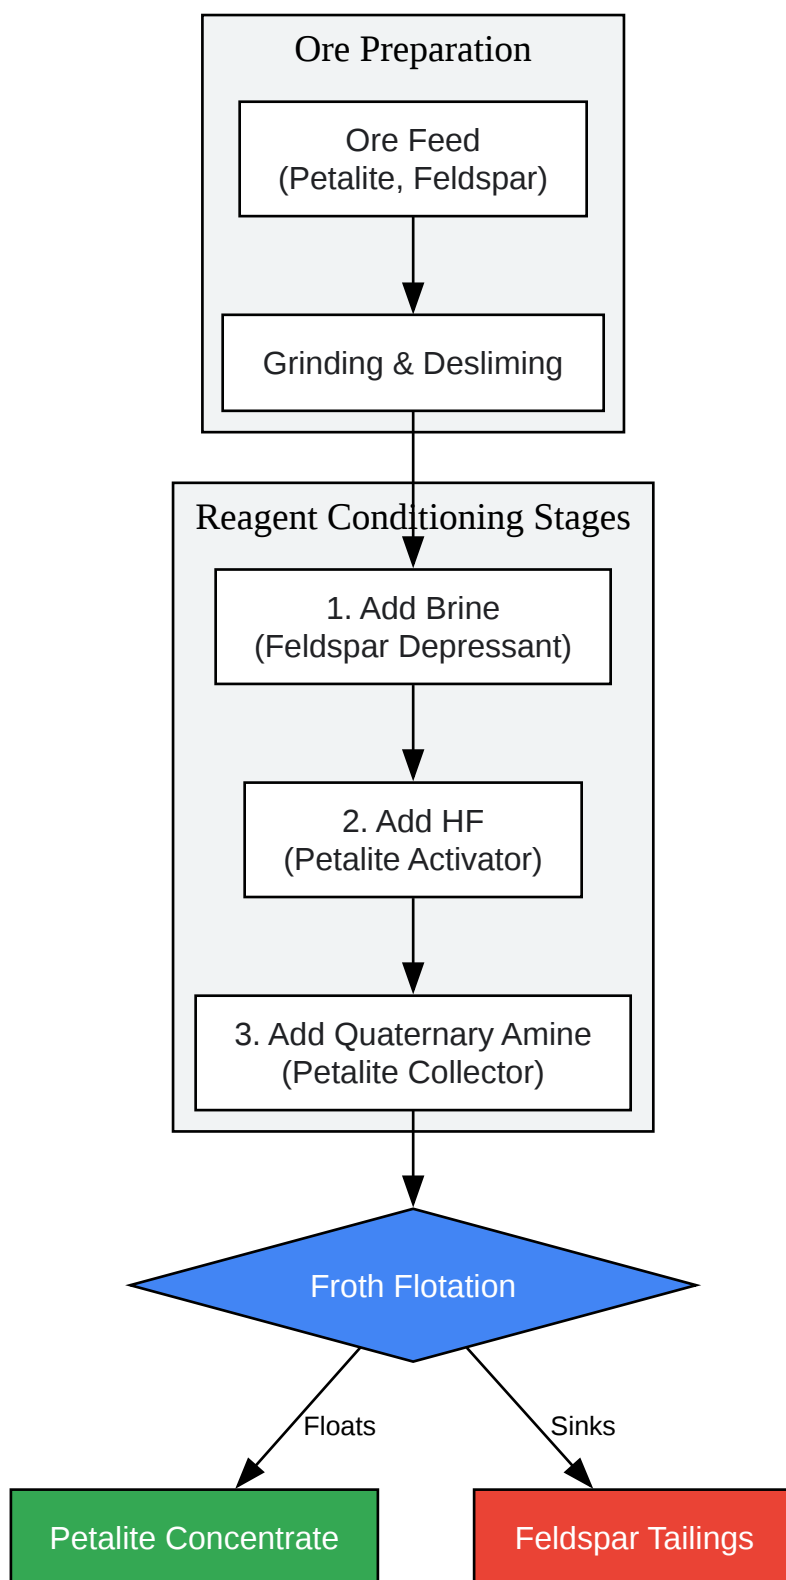 Ore Preparation
Ore Feed
(Petalite, Feldspar)
Grinding & Desliming
Reagent Conditioning Stages
1. Add Brine
(Feldspar Depressant)
2. Add HF
(Petalite Activator)
3. Add Quaternary Amine
(Petalite Collector)
Froth Flotation
Floats
Sinks
Petalite Concentrate
Feldspar Tailings